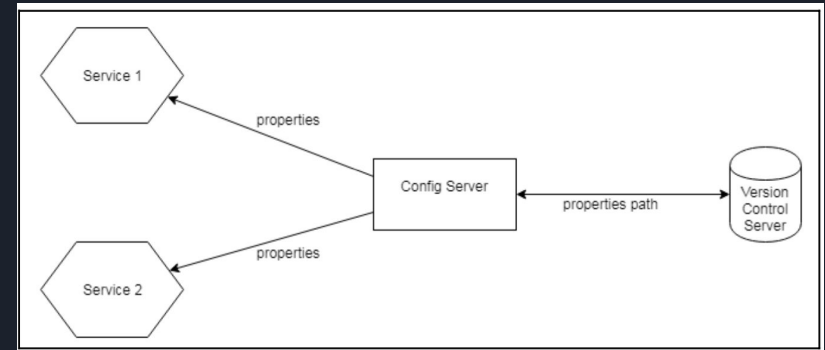 Service 1
properties
Config Server
properties path
Version
Control
Server
properties
Service 2